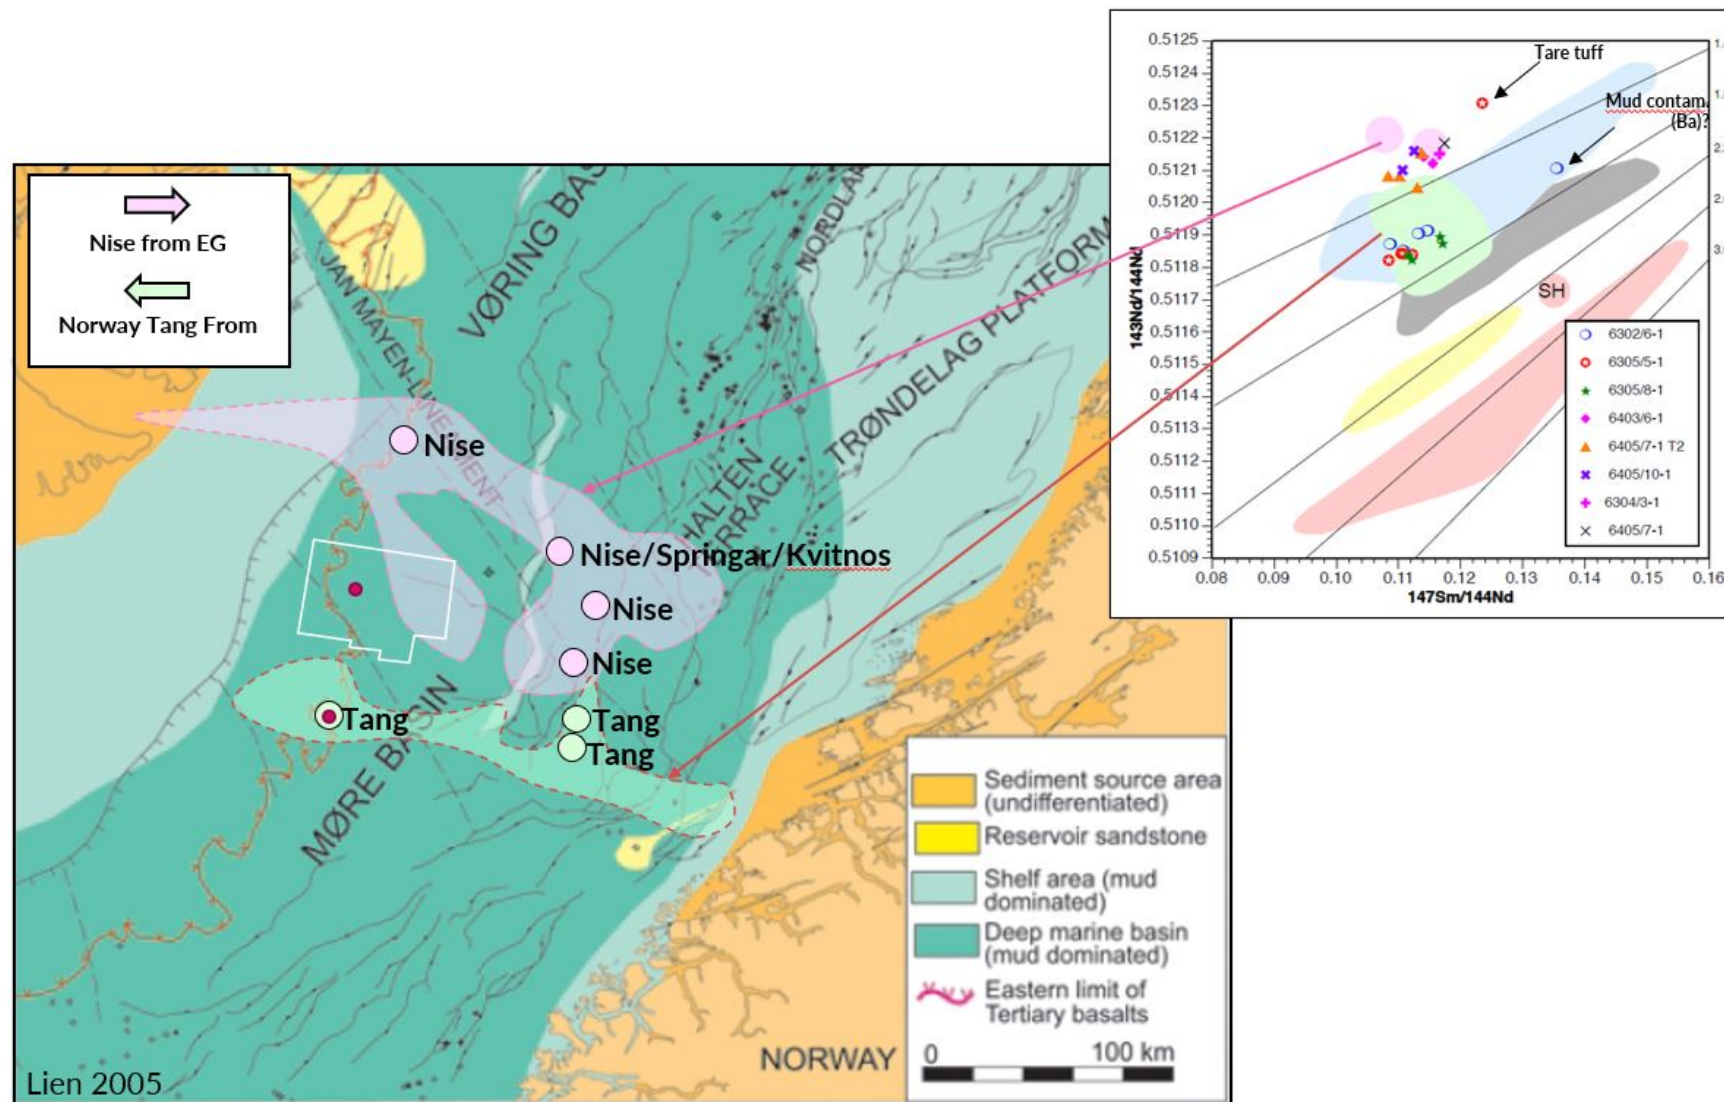 Nise from EG
Norway Tang From
VØRING BAS
NORDLAN
JAN MAYEN-LINEMENT
TRØNDELAG PLATFORM
HALTEN
TERRACE
MØRE BASIN
Nise
Nise/Springar/Kvitnos
Nise
Nise
Tang
Tang
Tang
Sediment source area
(undifferentiated)
Reservoir sandstone
Shelf area (mud
dominated)
Deep marine basin
(mud dominated)
Eastern limit of
Tertiary basalts
0 100 km
NORWAY
Lien 2005
143Nd/144Nd
0.5125
0.5124
0.5123
0.5122
0.5121
0.5120
0.5119
0.5118
0.5117
0.5116
0.5115
0.5114
0.5113
0.5112
0.5111
0.5110
0.5109
0.08 0.09 0.10 0.11 0.12 0.13 0.14 0.15 0.16
147Sm/144Nd
Tare tuff
Mud contam.
(Ba)?
SH
6302/6-1
6305/5-1
6305/8-1
6403/6-1
6405/7-1 T2
6405/10-1
6304/3-1
6405/7-1